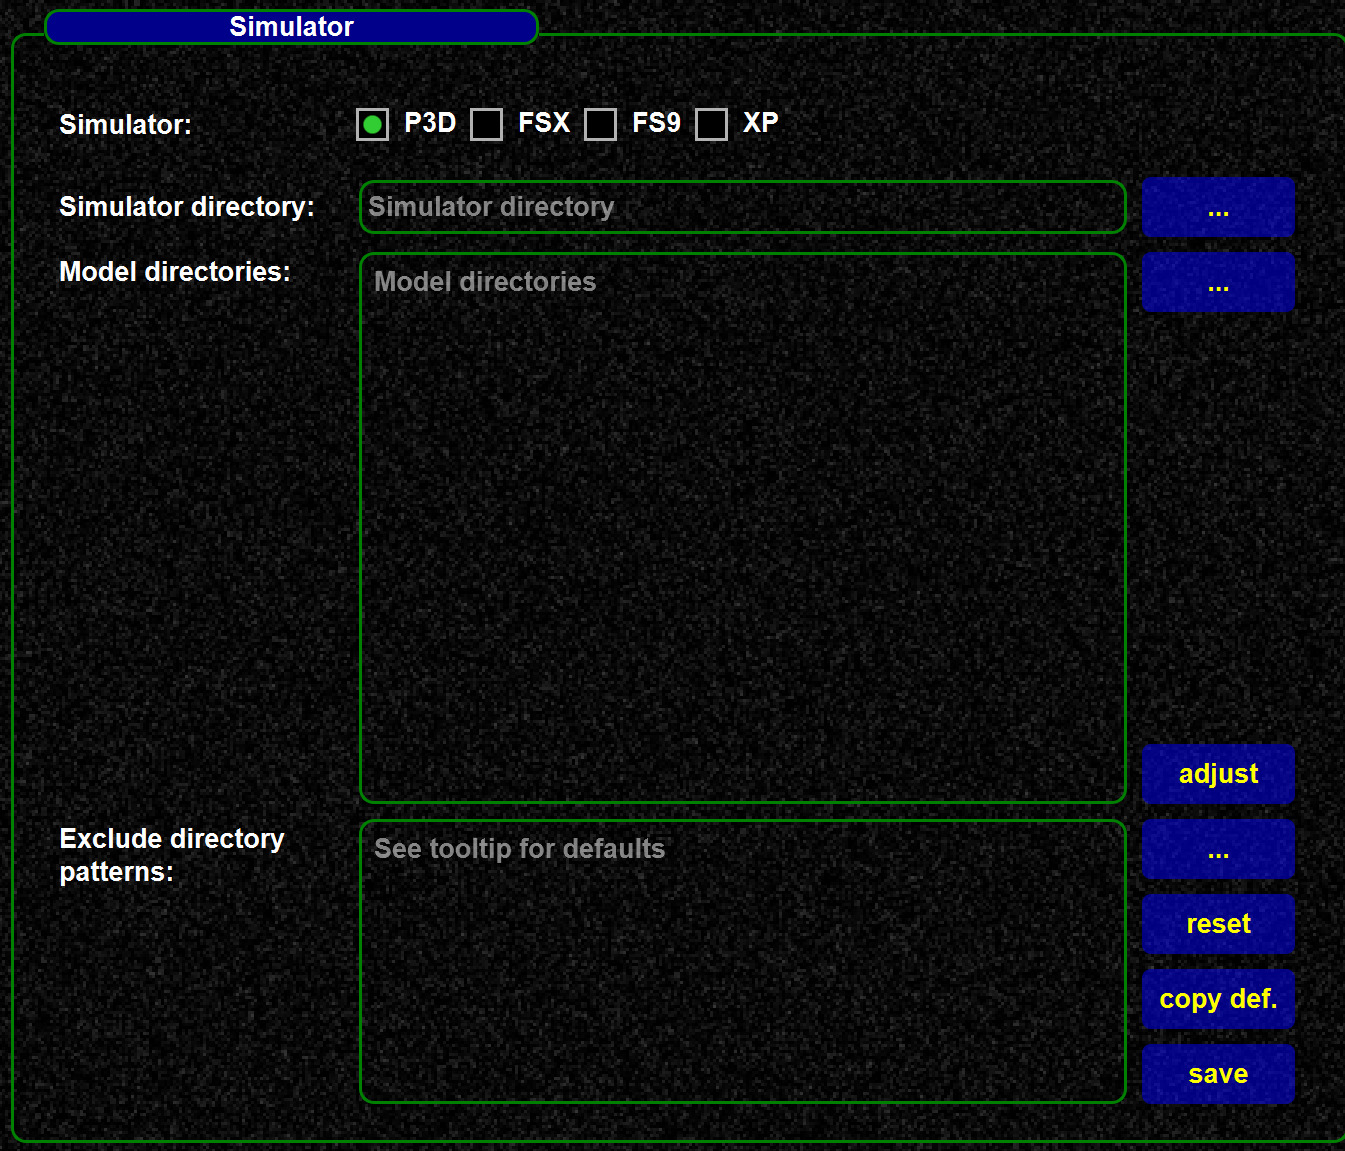 Simulator
Simulator: P3D FSX FS9 XP
Simulator directory: Simulator directory ...
Model directories: Model directories ...
adjust
Exclude directory patterns: See tooltip for defaults ...
reset
copy def.
save